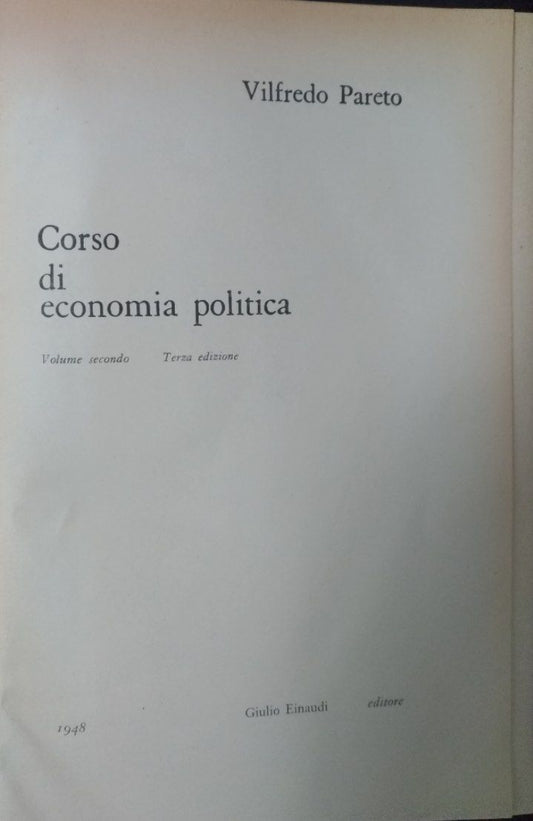 Vilfredo Pareto
Corso
di
economia politica
Volume secondo Terza edizione
1948 Giulio Einaudi editore